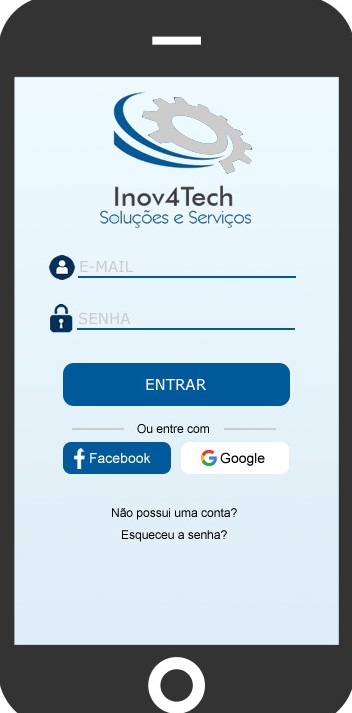 Inov4Tech
Soluções e Serviços
E-MAIL
SENHA
ENTRAR
Ou entre com
Facebook
Google
Não possui uma conta?
Esqueceu a senha?